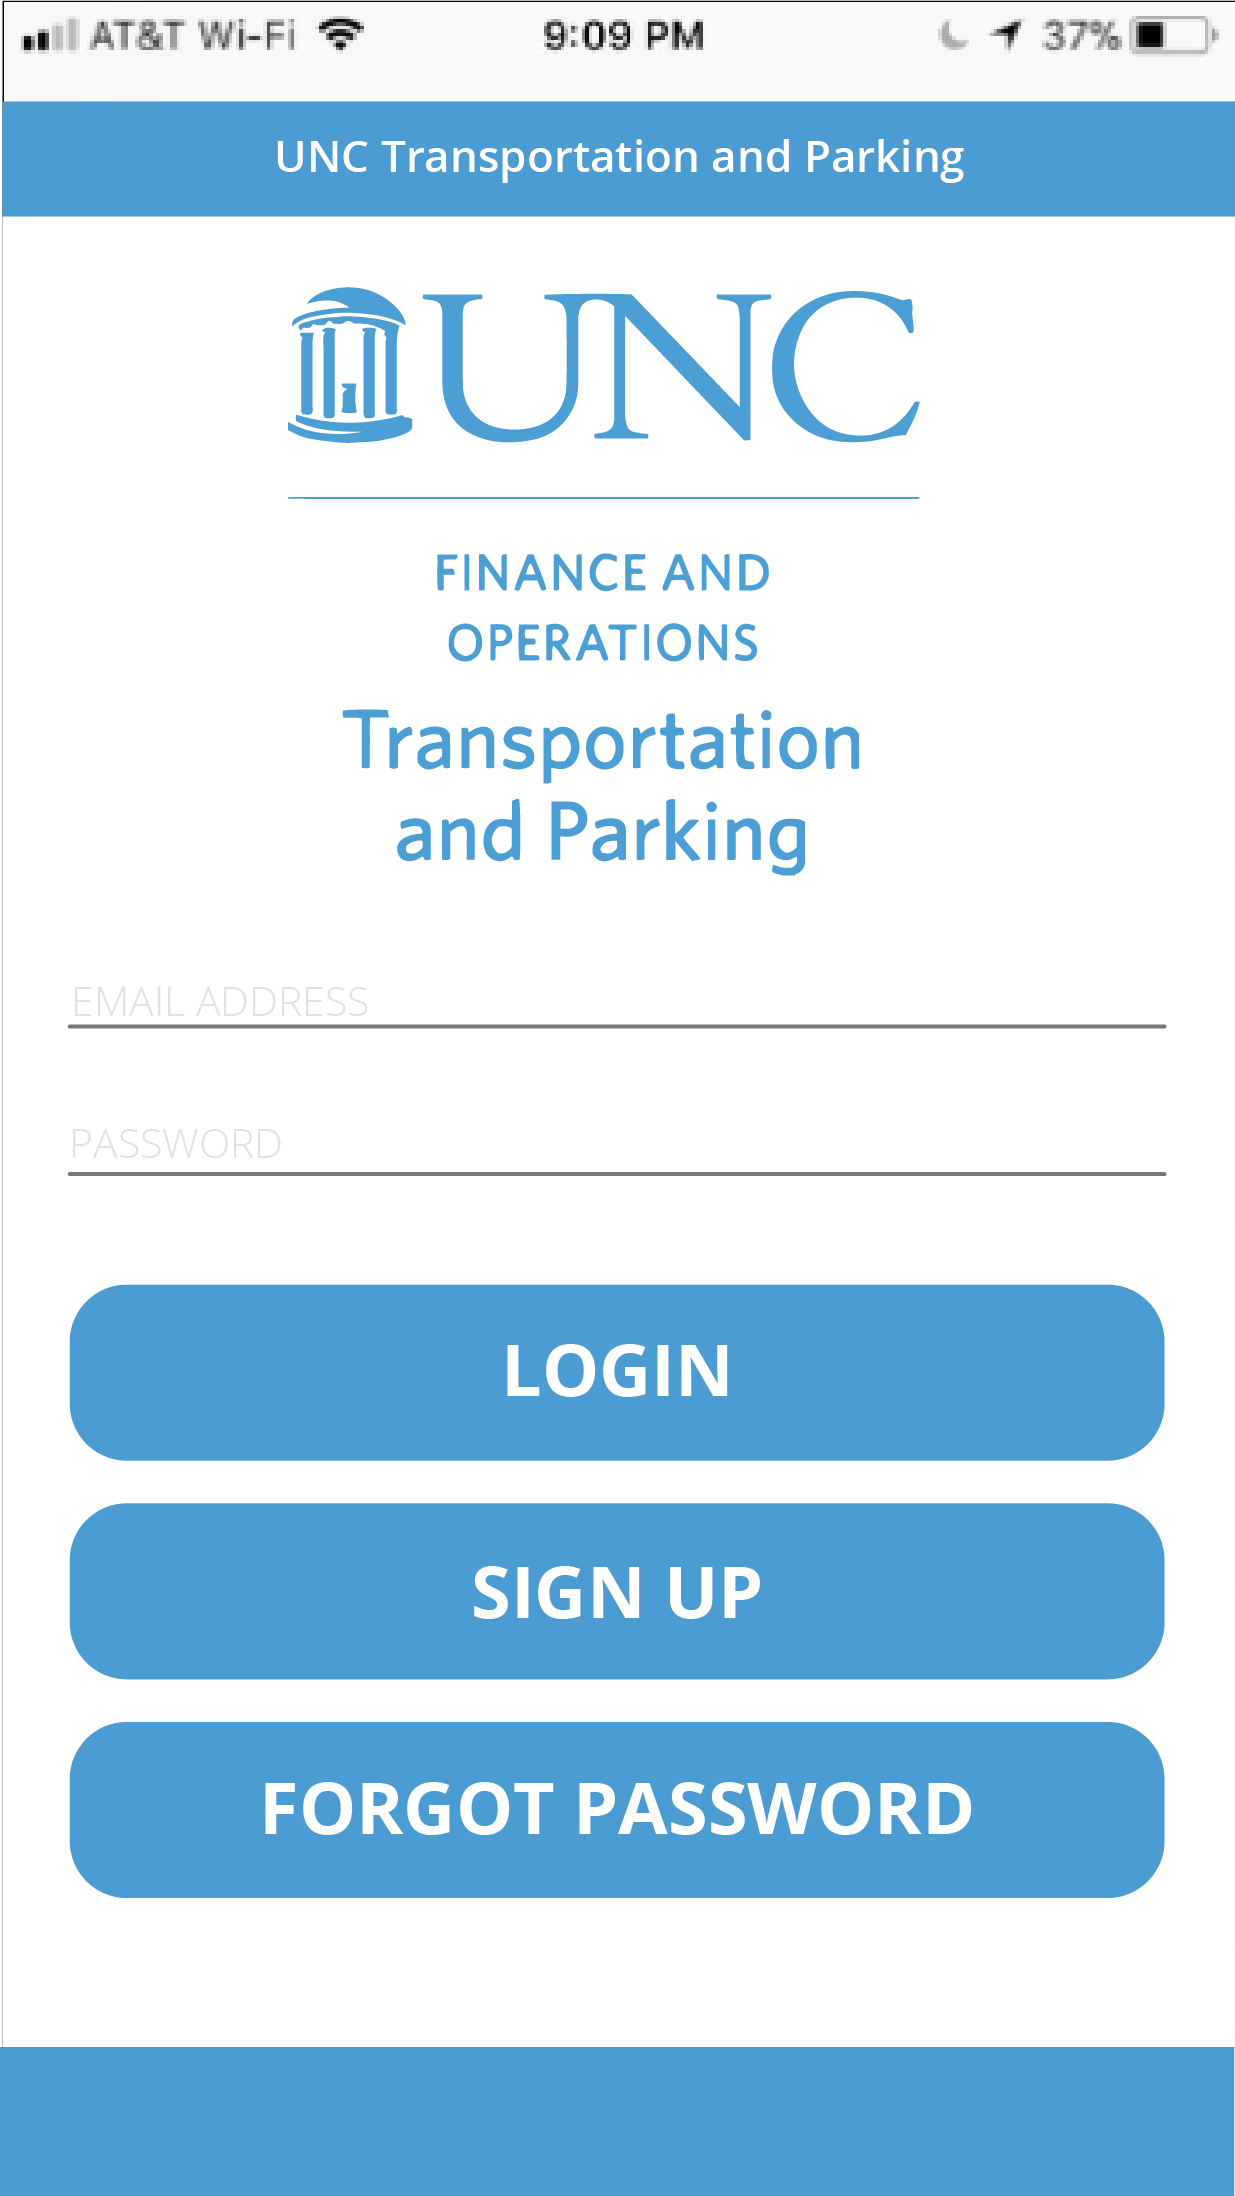 AT&T Wi-Fi 9:09 PM 37%
UNC Transportation and Parking
UNC
FINANCE AND
OPERATIONS
Transportation
and Parking
EMAIL ADDRESS
PASSWORD
LOGIN
SIGN UP
FORGOT PASSWORD